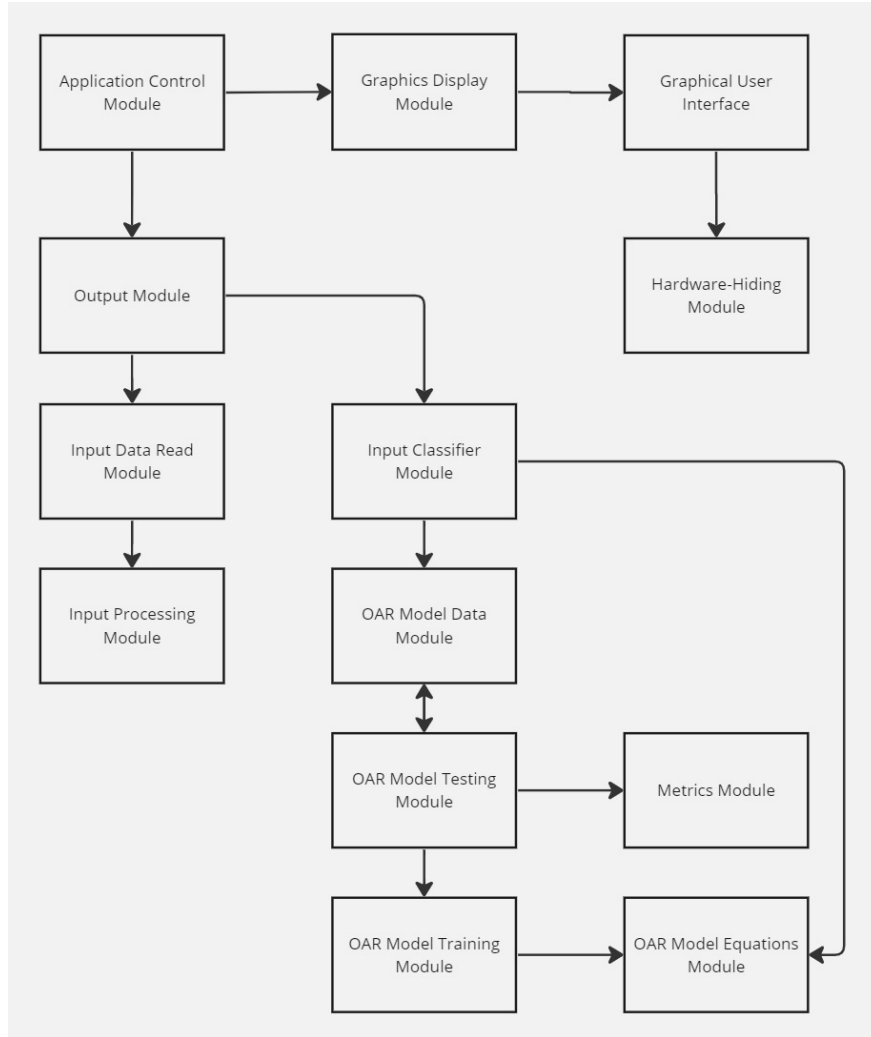 Application Control
Module
Graphics Display
Module
Graphical User
Interface
Output Module
Hardware-Hiding
Module
Input Data Read
Module
Input Classifier
Module
Input Processing
Module
OAR Model Data
Module
OAR Model Testing
Module
Metrics Module
OAR Model Training
Module
OAR Model Equations
Module